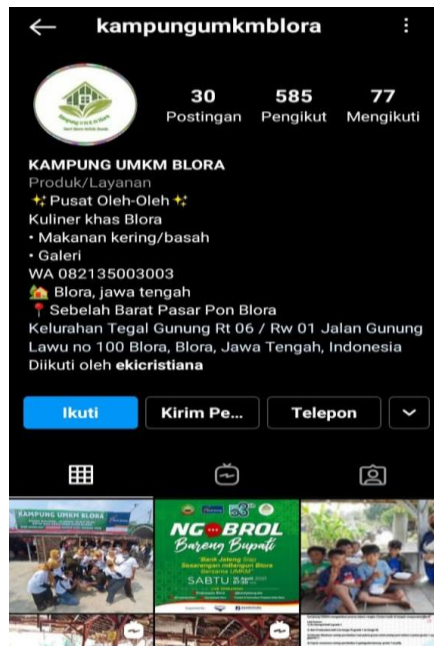 kampungumkmblora
30
585
77
Postingan
Pengikut
Mengikuti
KAMPUNG UMKM BLORA
Produk/Layanan
✨ Pusat Oleh-Oleh ✨
Kuliner khas Blora
• Makanan kering/basah
• Galeri
WA 082135003003
🏡 Blora, jawa tengah
📍 Sebelah Barat Pasar Pon Blora
Kelurahan Tegal Gunung Rt 06 / Rw 01 Jalan Gunung
Lawu no 100 Blora, Blora, Jawa Tengah, Indonesia
Diikuti oleh ekicristiana
Ikuti
Kirim Pe...
Telepon
KAMPUNG UMKM BLORA
NGOBROL
Bareng Bupati
SABTU